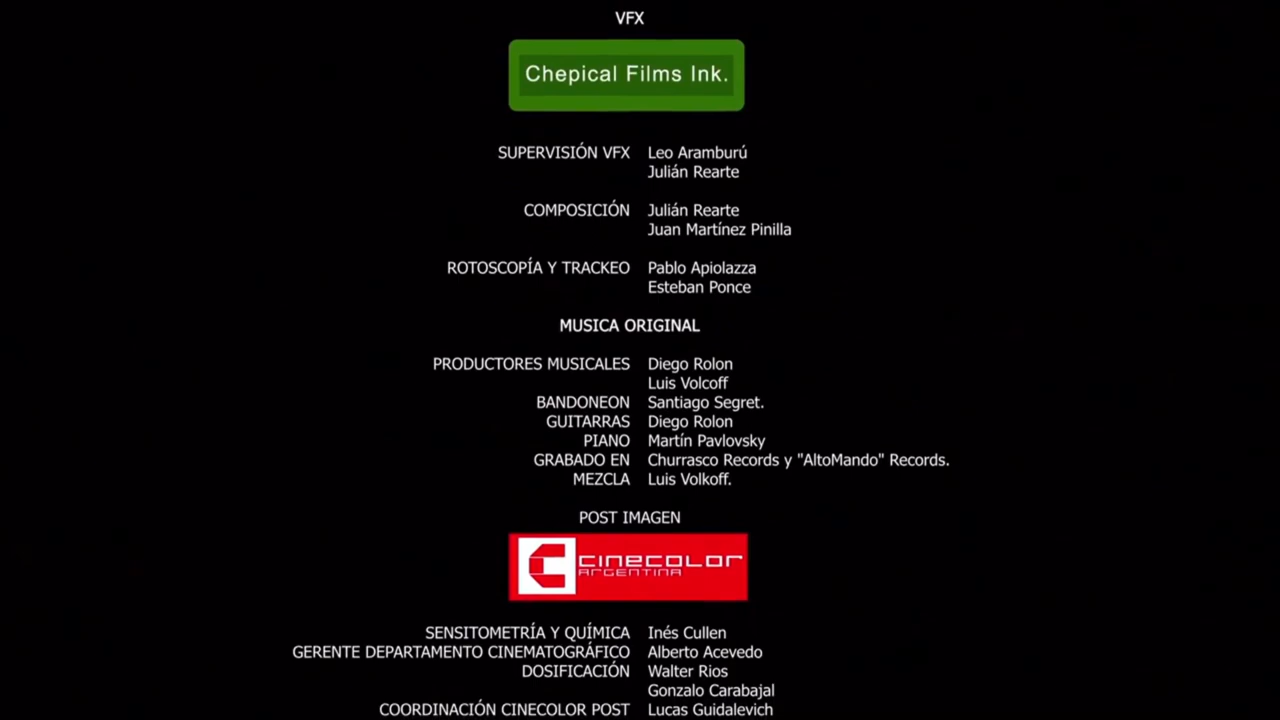 VFX
Chepical Films Ink.
SUPERVISIÓN VFX Leo Aramburú
Julián Rearte
COMPOSICIÓN Julián Rearte
Juan Martínez Pinilla
ROTOSCOPÍA Y TRACKEO Pablo Apiolazza
Esteban Ponce
MUSICA ORIGINAL
PRODUCTORES MUSICALES Diego Rolon
Luis Volcoff
BANDONEON Santiago Segret.
GUITARRAS Diego Rolon
PIANO Martín Pavlovsky
GRABADO EN Churrasco Records y "AltoMando" Records.
MEZCLA Luis Volkoff.
POST IMAGEN
CINECOLOR
ARGENTINA
SENSITOMETRÍA Y QUÍMICA Inés Cullen
GERENTE DEPARTAMENTO CINEMATOGRÁFICO Alberto Acevedo
DOSIFICACIÓN Walter Rios
Gonzalo Carabajal
COORDINACIÓN CINECOLOR POST Lucas Guidalevich